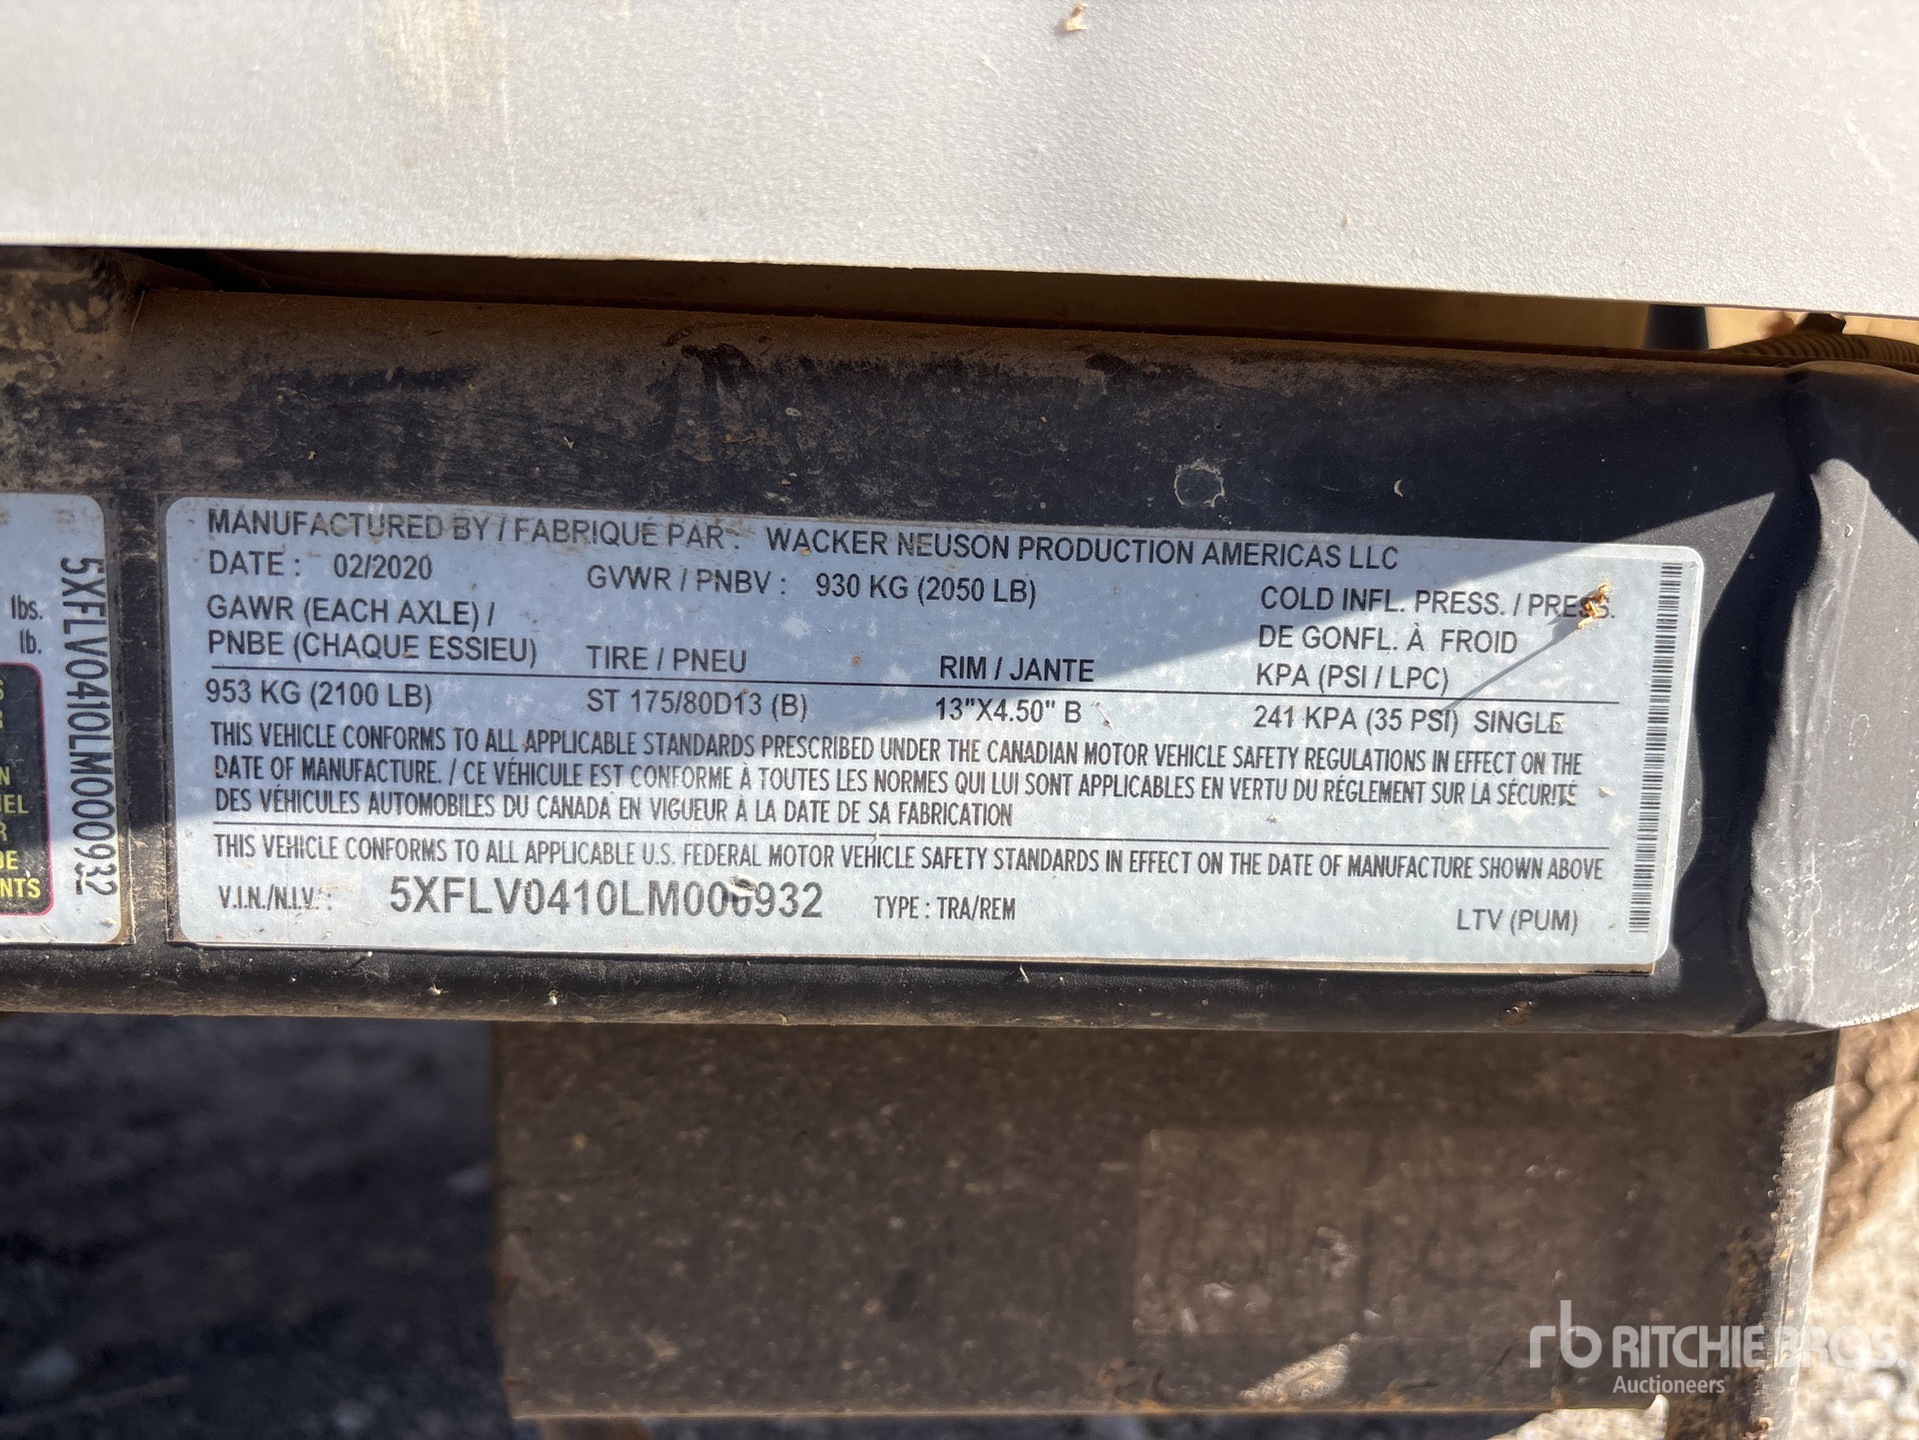 lbs.
lb.
5XFLV0410LM000932
S
R
N
UEL
R
DE
NTS
MANUFACTURED BY / FABRIQUÉ PAR : WACKER NEUSON PRODUCTION AMERICAS LLC
DATE : 02/2020 GVWR / PNBV : 930 KG (2050 LB)
GAWR (EACH AXLE) / COLD INFL. PRESS. / PRESS.
PNBE (CHAQUE ESSIEU) TIRE / PNEU RIM / JANTE DE GONFL. À FROID
KPA (PSI / LPC)
953 KG (2100 LB) ST 175/80D13 (B) 13"X4.50" B 241 KPA (35 PSI) SINGLE
THIS VEHICLE CONFORMS TO ALL APPLICABLE STANDARDS PRESCRIBED UNDER THE CANADIAN MOTOR VEHICLE SAFETY REGULATIONS IN EFFECT ON THE
DATE OF MANUFACTURE. / CE VÉHICULE EST CONFORME À TOUTES LES NORMES QUI LUI SONT APPLICABLES EN VERTU DU RÉGLEMENT SUR LA SÉCURITÉ
DES VÉHICULES AUTOMOBILES DU CANADA EN VIGUEUR À LA DATE DE SA FABRICATION
THIS VEHICLE CONFORMS TO ALL APPLICABLE U.S. FEDERAL MOTOR VEHICLE SAFETY STANDARDS IN EFFECT ON THE DATE OF MANUFACTURE SHOWN ABOVE
V.I.N./N.I.V. : 5XFLV0410LM000932 TYPE : TRA/REM LTV (PUM)
rb RITCHIE BROS.
Auctioneers